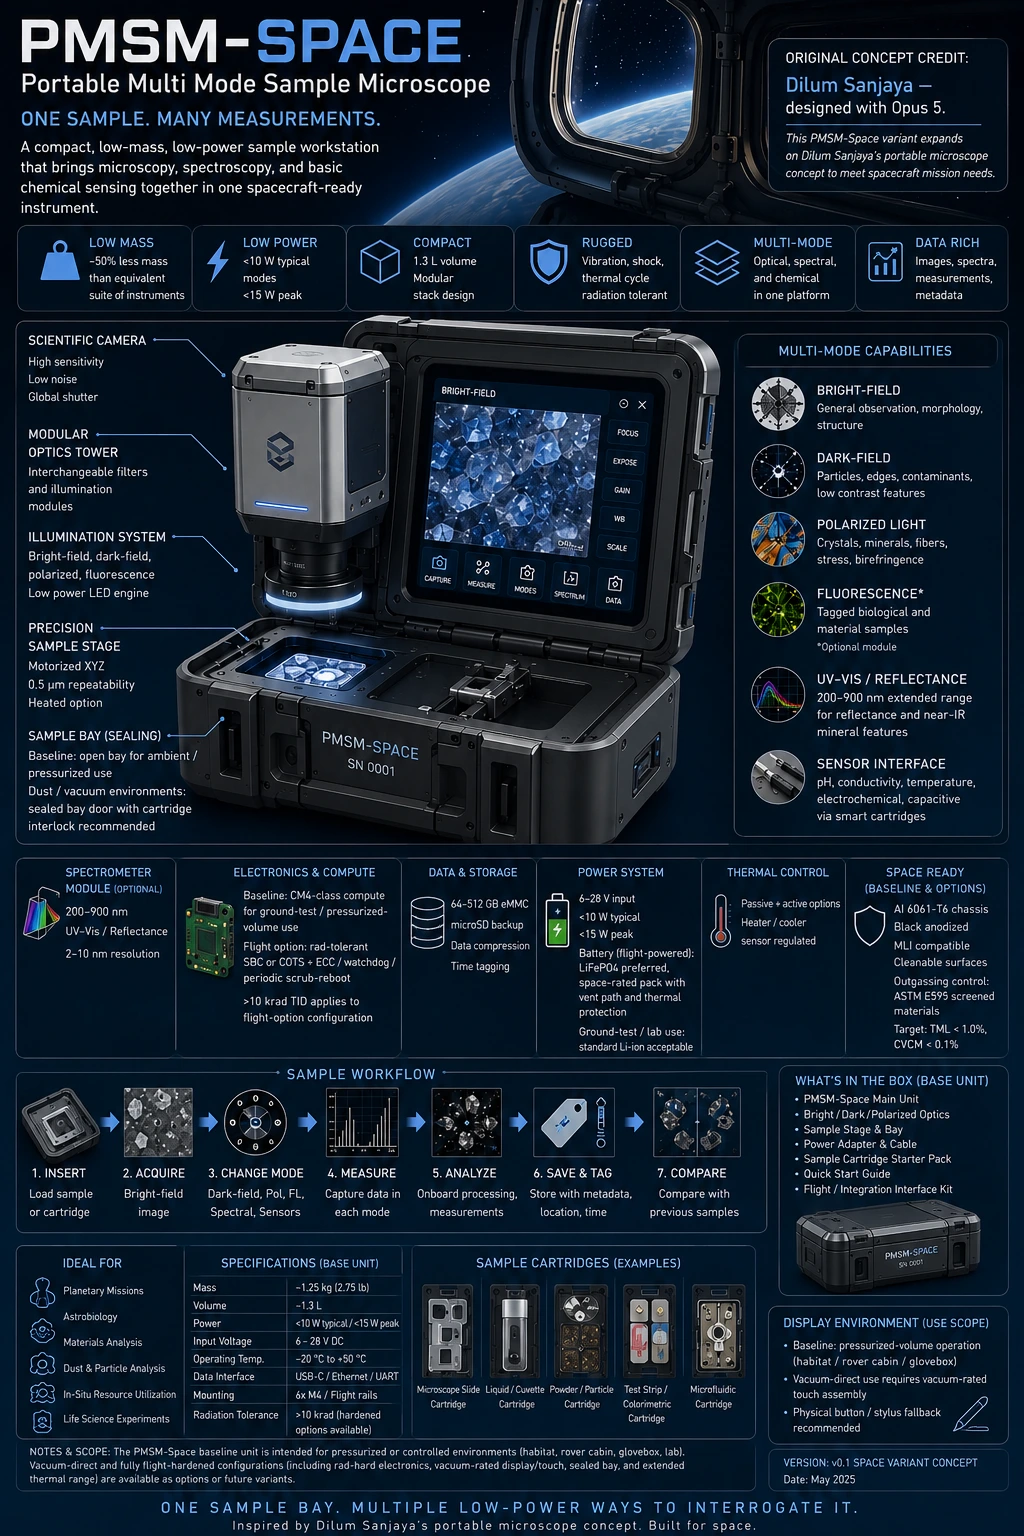 PMSM-SPACE
Portable Multi Mode Sample Microscope
ONE SAMPLE. MANY MEASUREMENTS.
A compact, low-mass, low-power sample workstation
that brings microscopy, spectroscopy, and basic
chemical sensing together in one spacecraft-ready
instrument.
ORIGINAL CONCEPT CREDIT:
Dilum Sanjaya —
designed with Opus 5.
This PMSM-Space variant expands
on Dilum Sanjaya's portable microscope
concept to meet spacecraft mission needs.
LOW MASS
~50% less mass
than equivalent
suite of instruments
LOW POWER
<10 W typical
modes
<15 W peak
COMPACT
1.3 L volume
Modular
stack design
RUGGED
Vibration, shock,
thermal cycle
radiation tolerant
MULTI-MODE
Optical, spectral,
and chemical
in one platform
DATA RICH
Images, spectra,
measurements,
metadata
SCIENTIFIC CAMERA
High sensitivity
Low noise
Global shutter
MODULAR
OPTICS TOWER
Interchangeable filters
and illumination
modules
ILLUMINATION SYSTEM
Bright-field, dark-field,
polarized, fluorescence
Low power LED engine
PRECISION
SAMPLE STAGE
Motorized XYZ
0.5 µm repeatability
Heated option
SAMPLE BAY (SEALING)
Baseline: open bay for ambient /
pressurized use
Dust / vacuum environments:
sealed bay door with cartridge
interlock recommended
BRIGHT-FIELD
FOCUS
EXPOSE
GAIN
WB
SCALE
CAPTURE
MEASURE
MODES
SPECTRUM
DATA
PMSM-SPACE
SN 0001
MULTI-MODE CAPABILITIES
BRIGHT-FIELD
General observation, morphology,
structure
DARK-FIELD
Particles, edges, contaminants,
low contrast features
POLARIZED LIGHT
Crystals, minerals, fibers,
stress, birefringence
FLUORESCENCE*
Tagged biological and
material samples
*Optional module
UV-VIS / REFLECTANCE
200-900 nm extended range
for reflectance and near-IR
mineral features
SENSOR INTERFACE
pH, conductivity, temperature,
electrochemical, capacitive
via smart cartridges
SPECTROMETER
MODULE (OPTIONAL)
200-900 nm
UV-Vis / Reflectance
2-10 nm resolution
ELECTRONICS & COMPUTE
Baseline: CM4-class compute
for ground-test / pressurized-
volume use
Flight option: rad-tolerant
SBC or COTS + ECC / watchdog /
periodic scrub-reboot
>10 krad TID applies to
flight-option configuration
DATA & STORAGE
64-512 GB eMMC
microSD backup
Data compression
Time tagging
POWER SYSTEM
6-28 V input
<10 W typical
<15 W peak
Battery (flight-powered):
LiFePO4 preferred,
space-rated pack with
vent path and thermal
protection
Ground-test / lab use:
standard Li-ion acceptable
THERMAL CONTROL
Passive + active options
Heater / cooler
sensor regulated
SPACE READY
(BASELINE & OPTIONS)
Al 6061-T6 chassis
Black anodized
MLI compatible
Cleanable surfaces
Outgassing control:
ASTM E595 screened
materials
Target: TML < 1.0%,
CVCM < 0.1%
SAMPLE WORKFLOW
1. INSERT
Load sample
or cartridge
2. ACQUIRE
Bright-field
image
3. CHANGE MODE
Dark-field, Pol, FL,
Spectral, Sensors
4. MEASURE
Capture data in
each mode
5. ANALYZE
Onboard processing,
measurements
6. SAVE & TAG
Store with metadata,
location, time
7. COMPARE
Compare with
previous samples
WHAT'S IN THE BOX (BASE UNIT)
• PMSM-Space Main Unit
• Bright / Dark / Polarized Optics
• Sample Stage & Bay
• Power Adapter & Cable
• Sample Cartridge Starter Pack
• Quick Start Guide
• Flight / Integration Interface Kit
PMSM-SPACE
SN 0001
IDEAL FOR
Planetary Missions
Astrobiology
Materials Analysis
Dust & Particle Analysis
In-Situ Resource Utilization
Life Science Experiments
SPECIFICATIONS (BASE UNIT)
Mass ~1.25 kg (2.75 lb)
Volume ~1.3 L
Power <10 W typical / <15 W peak
Input Voltage 6 - 28 V DC
Operating Temp. -20 °C to +50 °C
Data Interface USB-C / Ethernet / UART
Mounting 6x M4 / Flight rails
Radiation Tolerance >10 krad (hardened
options available)
SAMPLE CARTRIDGES (EXAMPLES)
Microscope Slide
Cartridge
Liquid / Cuvette
Cartridge
Powder / Particle
Cartridge
Test Strip /
Colorimetric
Cartridge
Microfluidic
Cartridge
DISPLAY ENVIRONMENT (USE SCOPE)
• Baseline: pressurized-volume operation
(habitat / rover cabin / glovebox)
• Vacuum-direct use requires vacuum-rated
touch assembly
• Physical button / stylus fallback
recommended
NOTES & SCOPE: The PMSM-Space baseline unit is intended for pressurized or controlled environments (habitat, rover cabin, glovebox, lab).
Vacuum-direct and fully flight-hardened configurations (including rad-hard electronics, vacuum-rated display/touch, sealed bay, and extended
thermal range) are available as options or future variants.
VERSION: v0.1 SPACE VARIANT CONCEPT
Date: May 2025
ONE SAMPLE BAY. MULTIPLE LOW-POWER WAYS TO INTERROGATE IT.
Inspired by Dilum Sanjaya's portable microscope concept. Built for space.